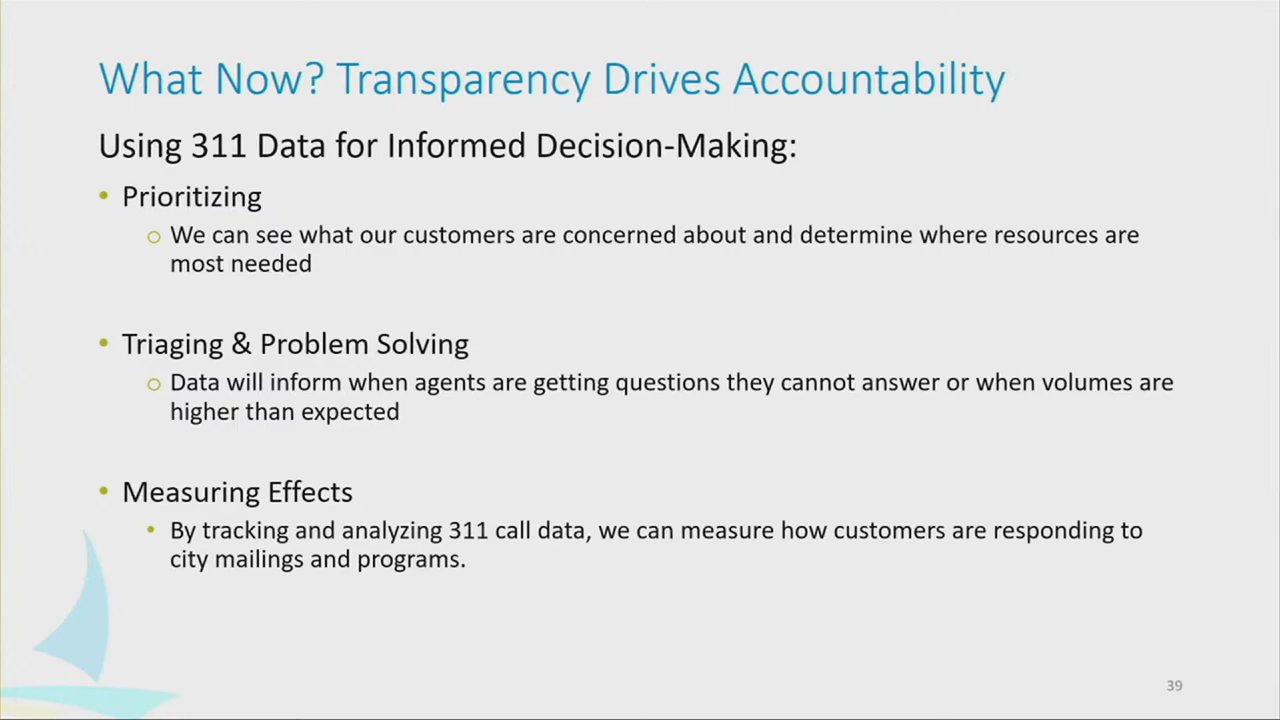 What Now? Transparency Drives Accountability
Using 311 Data for Informed Decision-Making:
• Prioritizing
o We can see what our customers are concerned about and determine where resources are
most needed
• Triaging & Problem Solving
o Data will inform when agents are getting questions they cannot answer or when volumes are
higher than expected
• Measuring Effects
• By tracking and analyzing 311 call data, we can measure how customers are responding to
city mailings and programs.
39